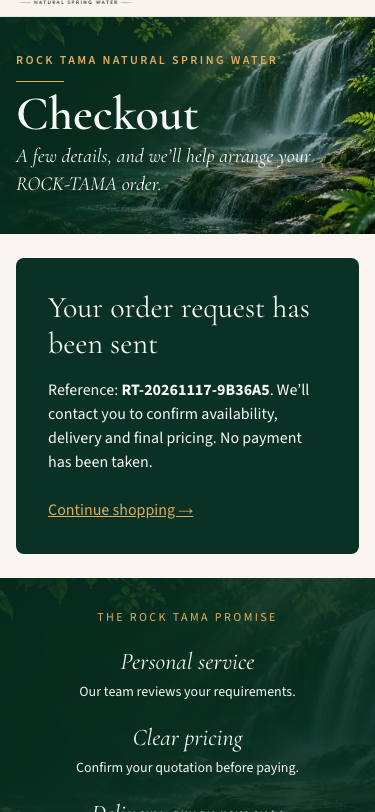 NATURAL SPRING WATER
ROCK TAMA NATURAL SPRING WATER
Checkout
A few details, and we’ll help arrange your
ROCK-TAMA order.
Your order request has
been sent
Reference: RT-20261117-9B36A5. We’ll
contact you to confirm availability,
delivery and final pricing. No payment
has been taken.
Continue shopping →
THE ROCK TAMA PROMISE
Personal service
Our team reviews your requirements.
Clear pricing
Confirm your quotation before paying.